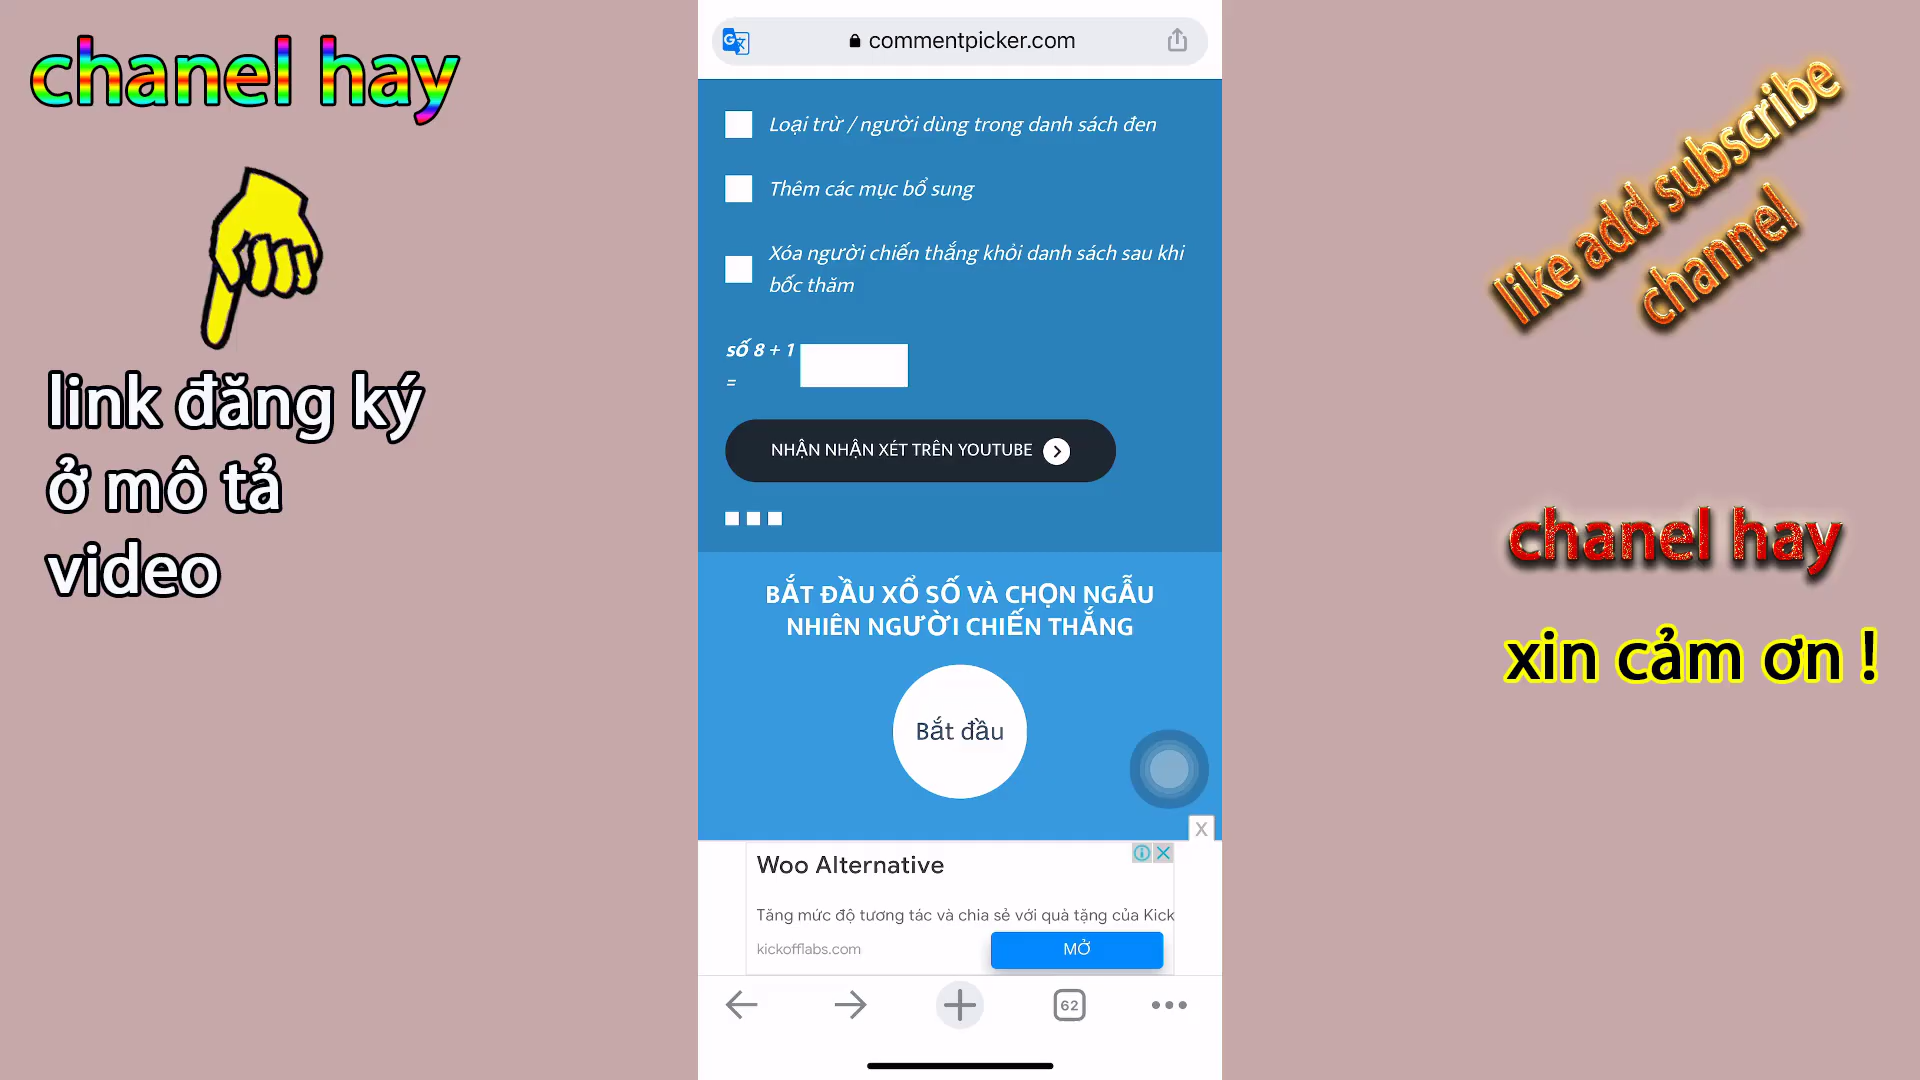 chanel hay
link đăng ký
ở mô tả
video
commentpicker.com
Loại trừ / người dùng trong danh sách đen
Thêm các mục bổ sung
Xóa người chiến thắng khỏi danh sách sau khi
bốc thăm
số 8 + 1
=
NHẬN NHẬN XÉT TRÊN YOUTUBE
BẮT ĐẦU XỔ SỐ VÀ CHỌN NGẪU
NHIÊN NGƯỜI CHIẾN THẮNG
Bắt đầu
X
Woo Alternative
Tăng mức độ tương tác và chia sẻ với quà tặng của Kick
kickofflabs.com
MỞ
62
like add subscribe
channel
chanel hay
xin cảm ơn !